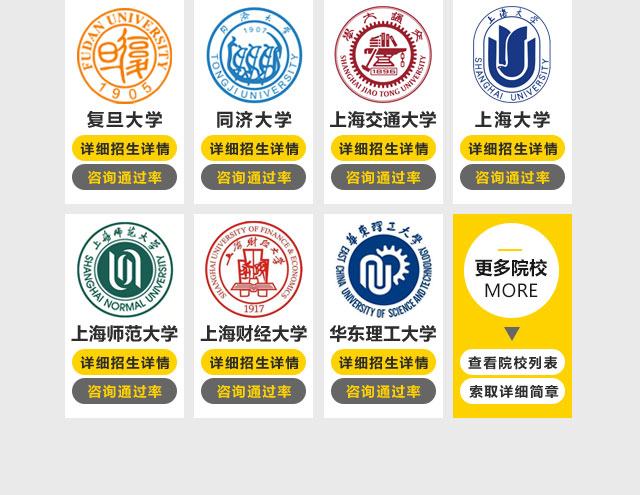 FUDAN UNIVERSITY
1905
同济大学
1907
TONGJI UNIVERSITY
上海交通大学
SHANGHAI JIAO TONG UNIVERSITY
1896
上海大学
SHANGHAI UNIVERSITY
复旦大学
同济大学
上海交通大学
上海大学
详细招生详情
详细招生详情
详细招生详情
详细招生详情
咨询通过率
咨询通过率
咨询通过率
咨询通过率
上海师范大学
SHANGHAI NORMAL UNIVERSITY
SHANGHAI UNIVERSITY OF FINANCE & ECONOMICS
上海财经大学
1917
華東理工大學
EAST CHINA UNIVERSITY OF SCIENCE AND TECHNOLOGY
更多院校
MORE
上海师范大学
上海财经大学
华东理工大学
详细招生详情
详细招生详情
详细招生详情
查看院校列表
咨询通过率
咨询通过率
咨询通过率
索取详细简章